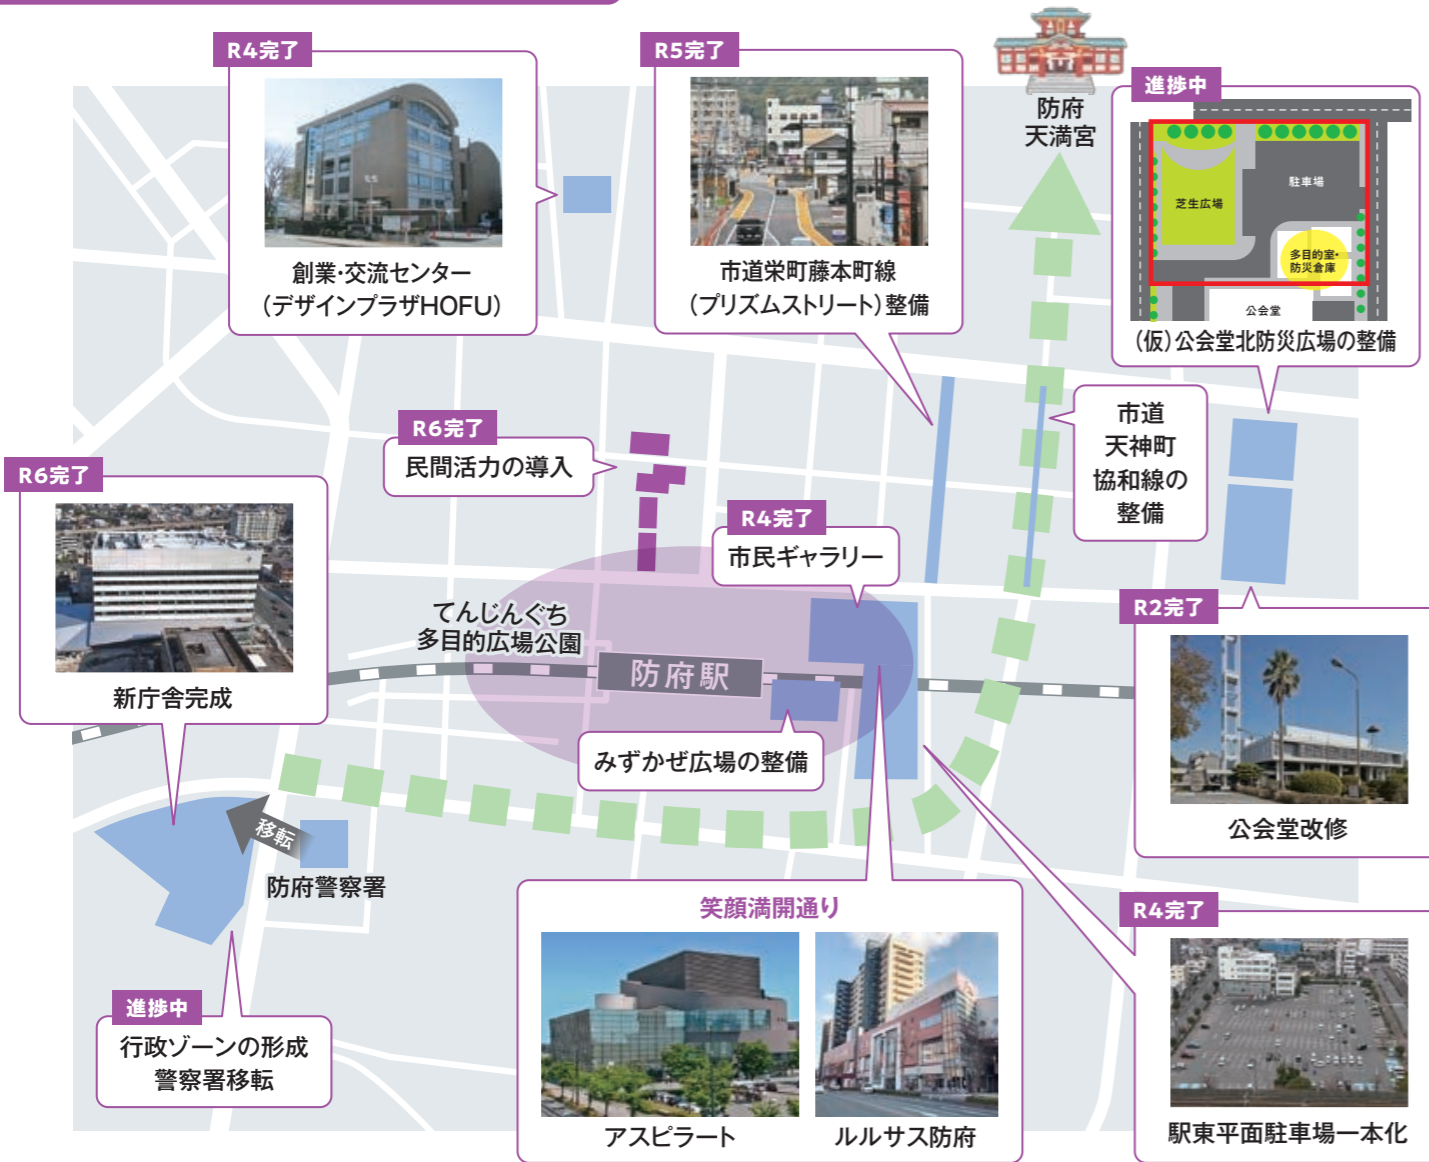 R4完了
創業・交流センター
（デザインプラザHOFU）
R5完了
市道栄町藤本町線
（プリズムストリート）整備
防府
天満宮
進捗中
芝生広場
駐車場
多目的室・
防災倉庫
公会堂
（仮）公会堂北防災広場の整備
市道
天神町
協和線の
整備
R6完了
民間活力の導入
R6完了
新庁舎完成
R4完了
市民ギャラリー
てんじんぐち
多目的広場公園
防府駅
みずかぜ広場の整備
R2完了
公会堂改修
移転
防府警察署
進捗中
行政ゾーンの形成
警察署移転
笑顔満開通り
アスピラート
ルルサス防府
R4完了
駅東平面駐車場一本化